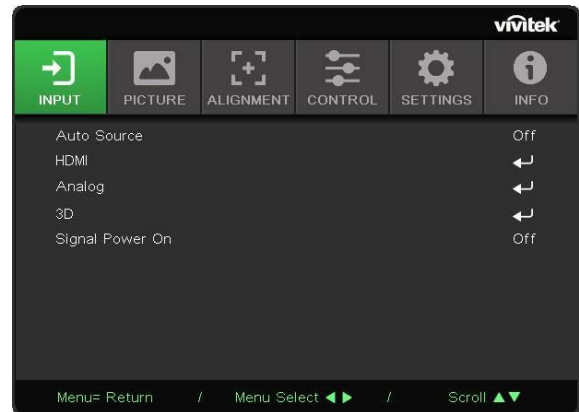 vivitek
INPUT PICTURE ALIGNMENT CONTROL SETTINGS INFO
Auto Source Off
HDMI
Analog
3D
Signal Power On Off
Menu= Return / Menu Select ◀ ▶ / Scroll ▲▼